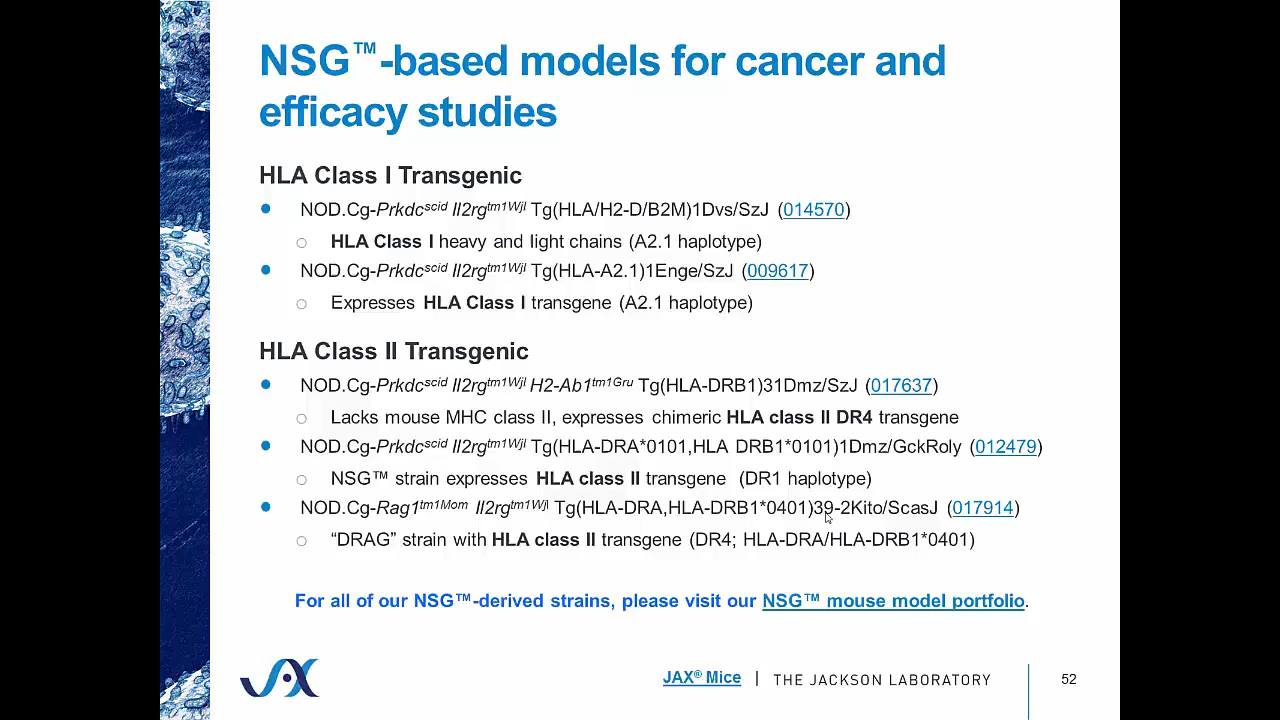 NSG™-based models for cancer and
efficacy studies
HLA Class I Transgenic
NOD.Cg-Prkdcscid Il2rgtm1Wjl Tg(HLA/H2-D/B2M)1Dvs/SzJ (014570)
HLA Class I heavy and light chains (A2.1 haplotype)
NOD.Cg-Prkdcscid Il2rgtm1Wjl Tg(HLA-A2.1)1Enge/SzJ (009617)
Expresses HLA Class I transgene (A2.1 haplotype)
HLA Class II Transgenic
NOD.Cg-Prkdcscid Il2rgtm1Wjl H2-Ab1tm1Gru Tg(HLA-DRB1)31Dmz/SzJ (017637)
Lacks mouse MHC class II, expresses chimeric HLA class II DR4 transgene
NOD.Cg-Prkdcscid Il2rgtm1Wjl Tg(HLA-DRA*0101,HLA DRB1*0101)1Dmz/GckRoly (012479)
NSG™ strain expresses HLA class II transgene (DR1 haplotype)
NOD.Cg-Rag1tm1Mom Il2rgtm1Wjl Tg(HLA-DRA,HLA-DRB1*0401)39-2Kito/ScasJ (017914)
“DRAG” strain with HLA class II transgene (DR4; HLA-DRA/HLA-DRB1*0401)
For all of our NSG™-derived strains, please visit our NSG™ mouse model portfolio.
JAX
JAX® Mice | THE JACKSON LABORATORY 52